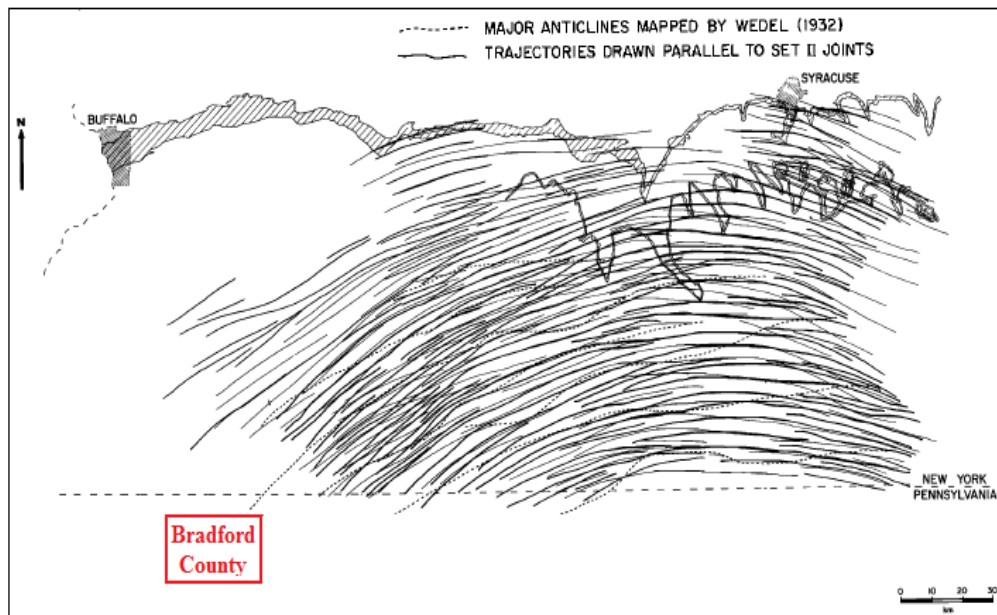 MAJOR ANTICLINES MAPPED BY WEDEL (1932)
TRAJECTORIES DRAWN PARALLEL TO SET II JOINTS
SYRACUSE
BUFFALO
N
NEW YORK
PENNSYLVANIA
Bradford
County
0 10 20 30
km